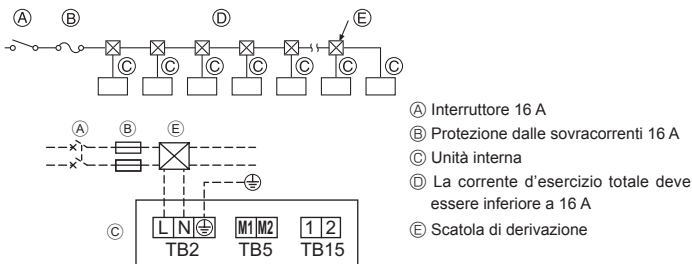 Ⓐ Ⓑ Ⓓ Ⓔ
Ⓒ Ⓒ Ⓒ Ⓒ Ⓒ Ⓒ Ⓒ
Ⓐ Interruttore 16 A
Ⓑ Protezione dalle sovracorrenti 16 A
Ⓒ Unità interna
Ⓓ La corrente d'esercizio totale deve
essere inferiore a 16 A
Ⓔ Scatola di derivazione
Ⓐ Ⓑ Ⓔ
Ⓒ L N M1 M2 1 2
TB2 TB5 TB15